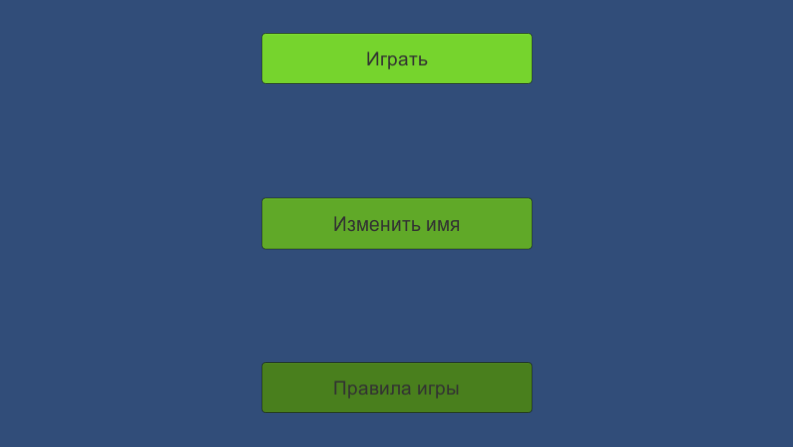 Играть
Изменить имя
Правила игры